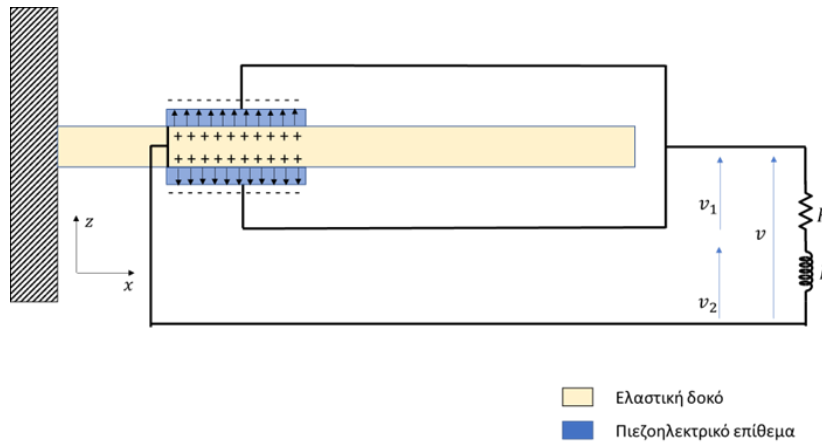 - - - - - - - - - - - -
+ + + + + + + + +
+ + + + + + + + +
- - - - - - - - - - - -
z
x
v₁
v
v₂
Ελαστική δοκό
Πιεζοηλεκτρικό επίθεμα